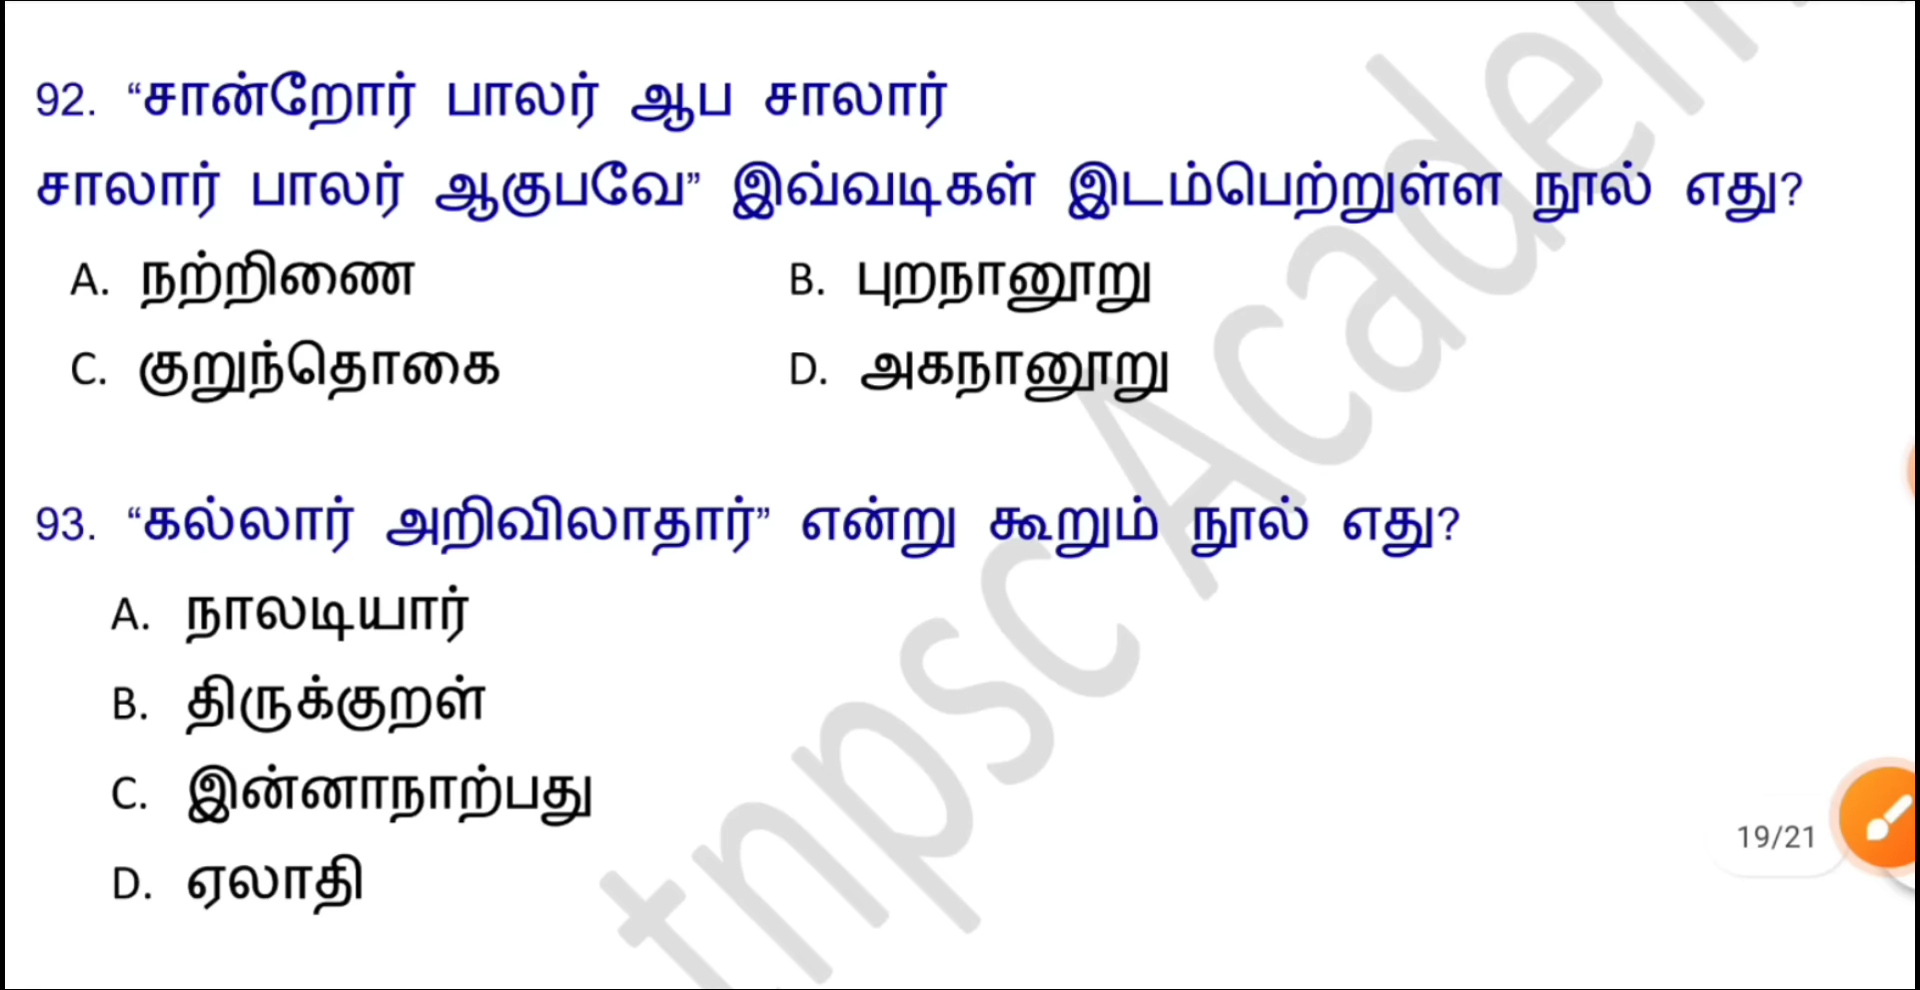 92. “சான்றோர் பாலர் ஆப சாலார்
சாலார் பாலர் ஆகுபவே” இவ்வடிகள் இடம்பெற்றுள்ள நூல் எது?
A. நற்றிணை B. புறநானூறு
C. குறுந்தொகை D. அகநானூறு
93. “கல்லார் அறிவிலாதார்” என்று கூறும் நூல் எது?
A. நாலடியார்
B. திருக்குறள்
C. இன்னாநாற்பது
D. ஏலாதி
19/21
tnpsc Academ